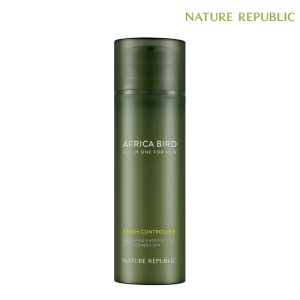 NATURE REPUBLIC
AFRICA BIRD
ALL IN ONE FOR MEN
FRESH CONTROLLER
NATURE REPUBLIC